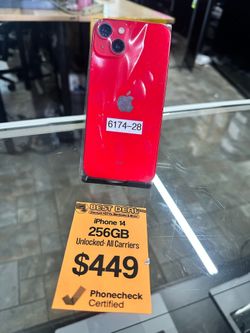 6174-28
BEST DEAL
iPhone 14
256GB
Unlocked- All Carriers
$449
Phonecheck
Certified